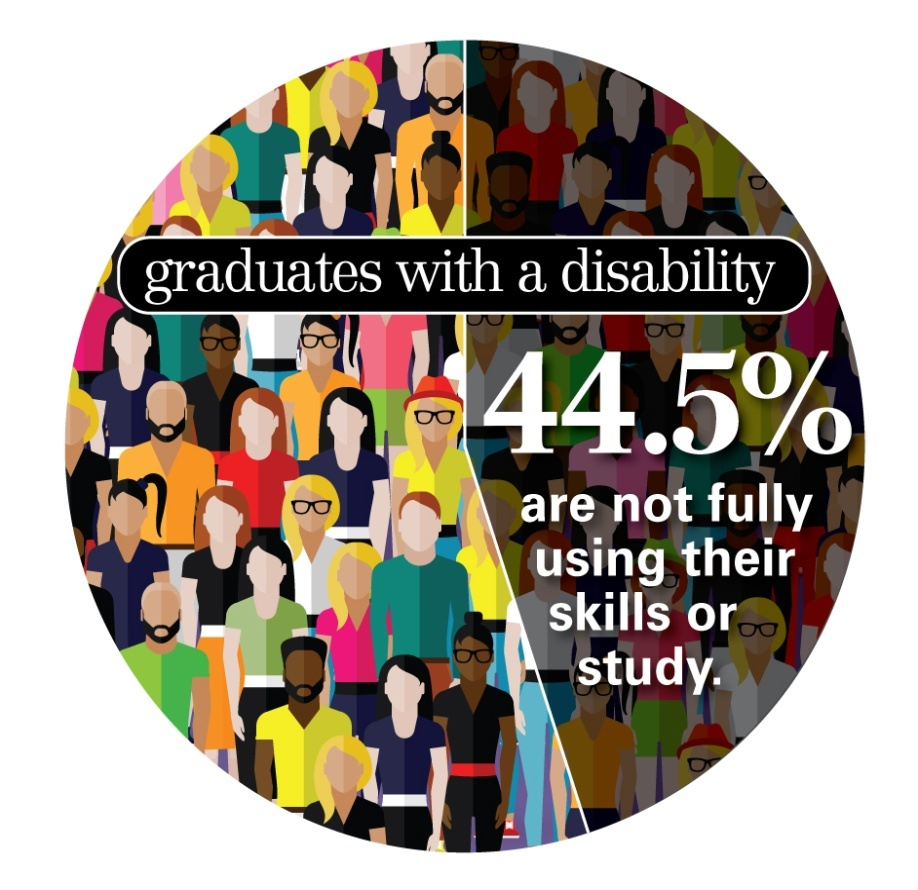 graduates with a disability
44.5%
are not fully
using their
skills or
study.